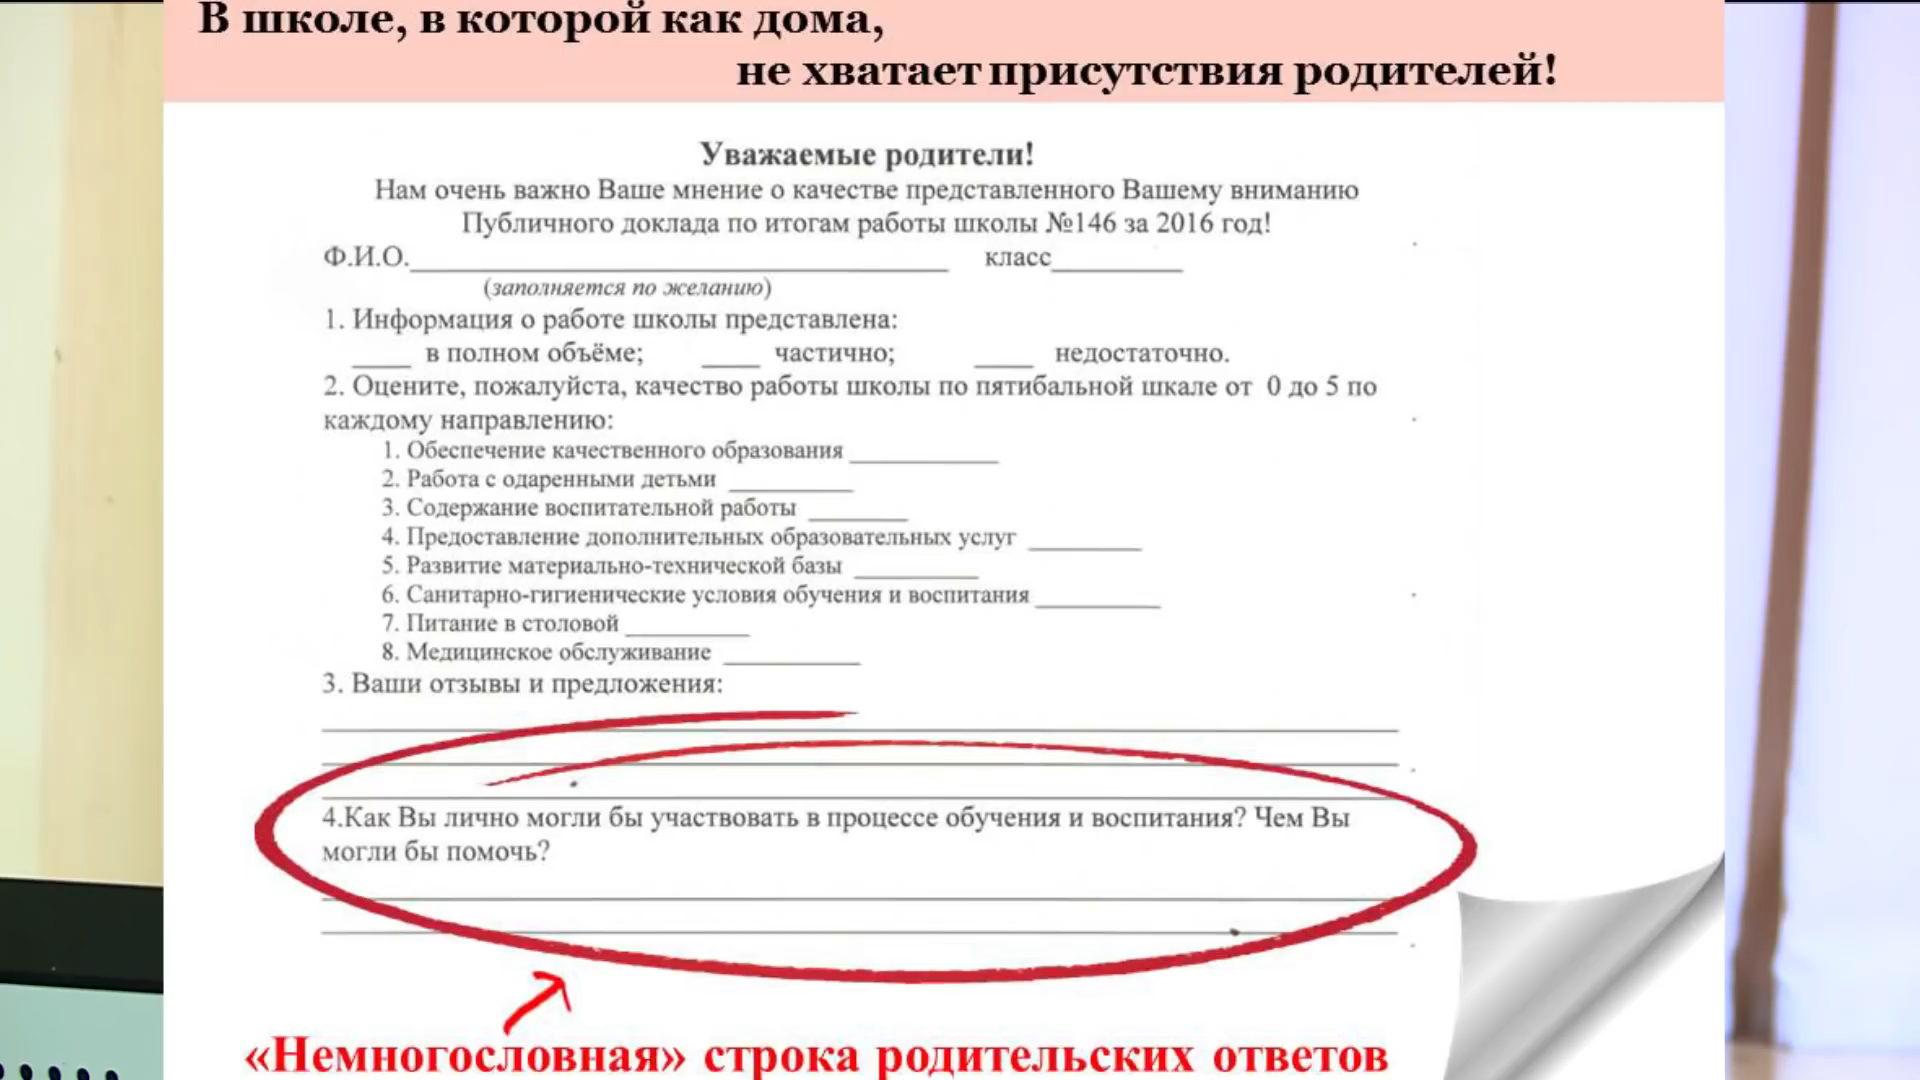 В школе, в которой как дома,
не хватает присутствия родителей!
Уважаемые родители!
Нам очень важно Ваше мнение о качестве представленного Вашему вниманию
Публичного доклада по итогам работы школы №146 за 2016 год!
Ф.И.О.____________ класс__________
(заполняется по желанию)
1. Информация о работе школы представлена:
____ в полном объёме; ____ частично; ____ недостаточно.
2. Оцените, пожалуйста, качество работы школы по пятибальной шкале от 0 до 5 по
каждому направлению:
1. Обеспечение качественного образования ____________
2. Работа с одаренными детьми __________
3. Содержание воспитательной работы ________
4. Предоставление дополнительных образовательных услуг _________
5. Развитие материально-технической базы __________
6. Санитарно-гигиенические условия обучения и воспитания __________
7. Питание в столовой __________
8. Медицинское обслуживание ___________
3. Ваши отзывы и предложения:
4.Как Вы лично могли бы участвовать в процессе обучения и воспитания? Чем Вы
могли бы помочь?
«Немногословная» строка родительских ответов